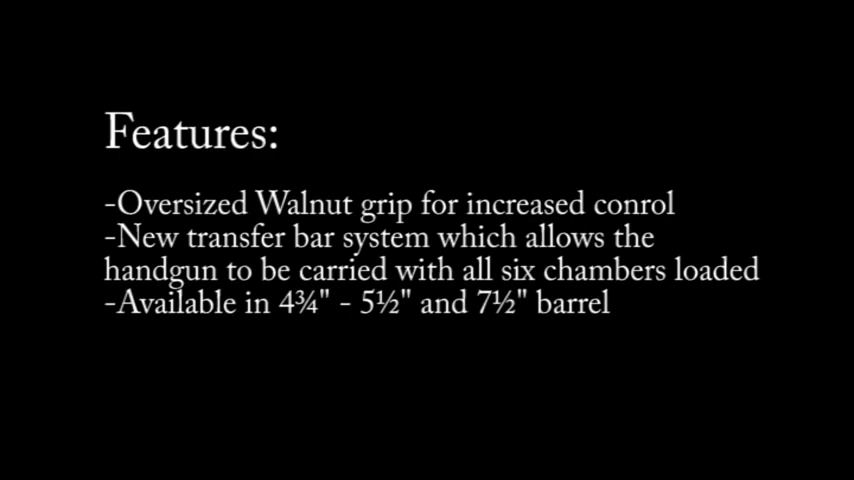 Features:
-Oversized Walnut grip for increased conrol
-New transfer bar system which allows the
handgun to be carried with all six chambers loaded
-Available in 4¾" - 5½" and 7½" barrel